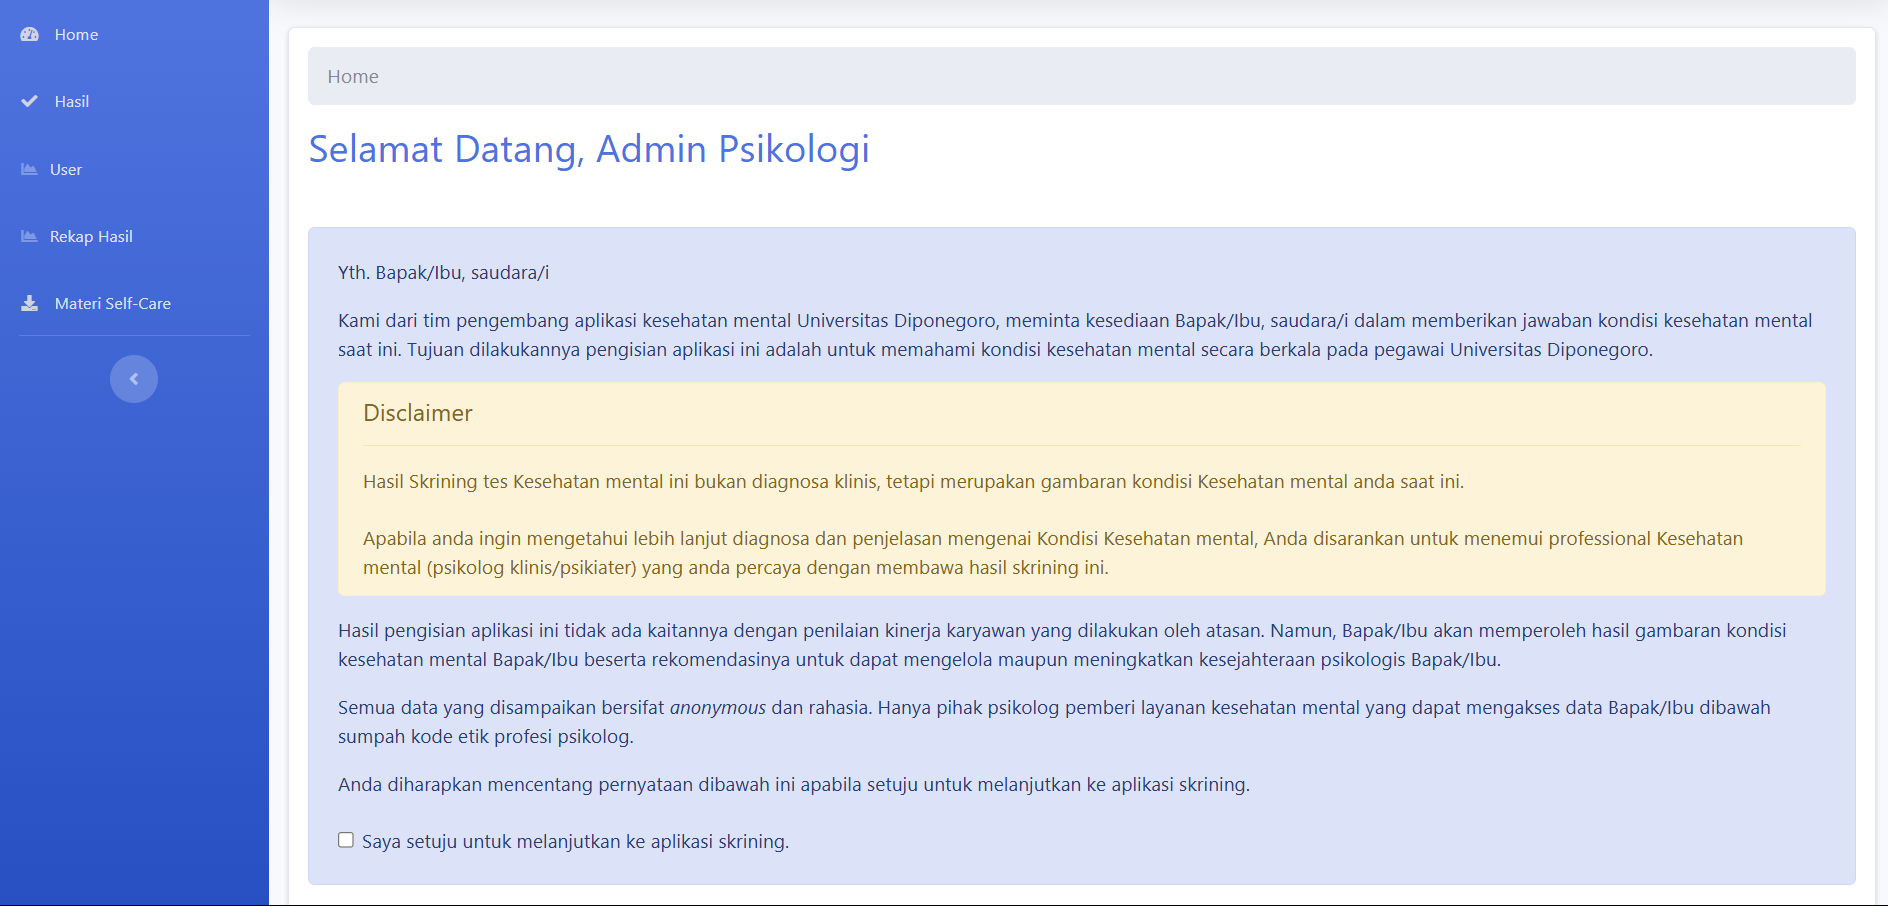 Home
Hasil
User
Rekap Hasil
Materi Self-Care
Home
Selamat Datang, Admin Psikologi
Yth. Bapak/Ibu, saudara/i
Kami dari tim pengembang aplikasi kesehatan mental Universitas Diponegoro, meminta kesediaan Bapak/Ibu, saudara/i dalam memberikan jawaban kondisi kesehatan mental
saat ini. Tujuan dilakukannya pengisian aplikasi ini adalah untuk memahami kondisi kesehatan mental secara berkala pada pegawai Universitas Diponegoro.
Disclaimer
Hasil Skrining tes Kesehatan mental ini bukan diagnosa klinis, tetapi merupakan gambaran kondisi Kesehatan mental anda saat ini.
Apabila anda ingin mengetahui lebih lanjut diagnosa dan penjelasan mengenai Kondisi Kesehatan mental, Anda disarankan untuk menemui professional Kesehatan
mental (psikolog klinis/psikiater) yang anda percaya dengan membawa hasil skrining ini.
Hasil pengisian aplikasi ini tidak ada kaitannya dengan penilaian kinerja karyawan yang dilakukan oleh atasan. Namun, Bapak/Ibu akan memperoleh hasil gambaran kondisi
kesehatan mental Bapak/Ibu beserta rekomendasinya untuk dapat mengelola maupun meningkatkan kesejahteraan psikologis Bapak/Ibu.
Semua data yang disampaikan bersifat anonymous dan rahasia. Hanya pihak psikolog pemberi layanan kesehatan mental yang dapat mengakses data Bapak/Ibu dibawah
sumpah kode etik profesi psikolog.
Anda diharapkan mencentang pernyataan dibawah ini apabila setuju untuk melanjutkan ke aplikasi skrining.
Saya setuju untuk melanjutkan ke aplikasi skrining.